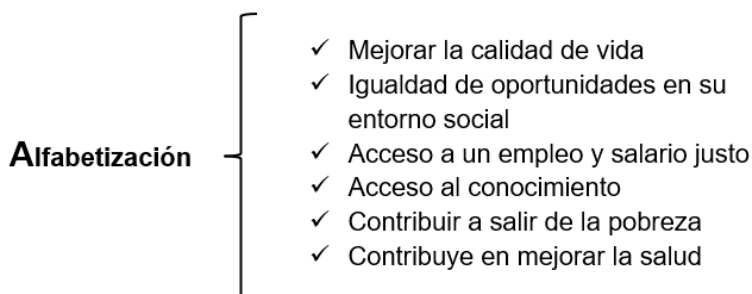 Alfabetización
✓ Mejorar la calidad de vida
✓ Igualdad de oportunidades en su
entorno social
✓ Acceso a un empleo y salario justo
✓ Acceso al conocimiento
✓ Contribuir a salir de la pobreza
✓ Contribuye en mejorar la salud